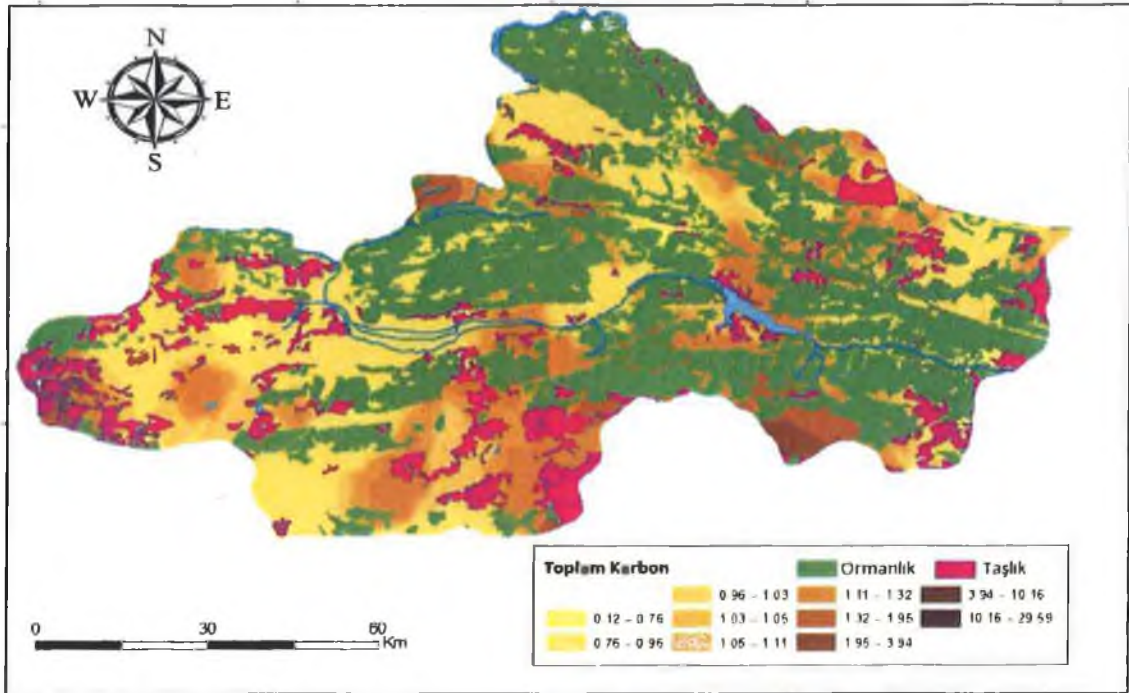 N
W E
S
Toplam Karbon
Ormanlık Taşlık
0.96 - 1.03 1.11 - 1.32 3.94 - 10.16
0.12 - 0.76 1.03 - 1.05 1.32 - 1.95 10.16 - 29.59
0.76 - 0.96 1.05 - 1.11 1.95 - 3.94
0 30 60
Km